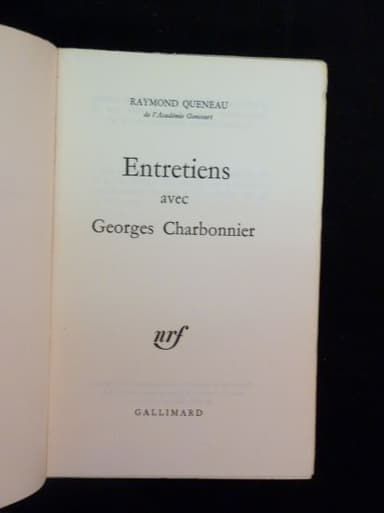 RAYMOND QUENEAU
de l'Académie Goncourt
Entretiens
avec
Georges Charbonnier
nrf
GALLIMARD